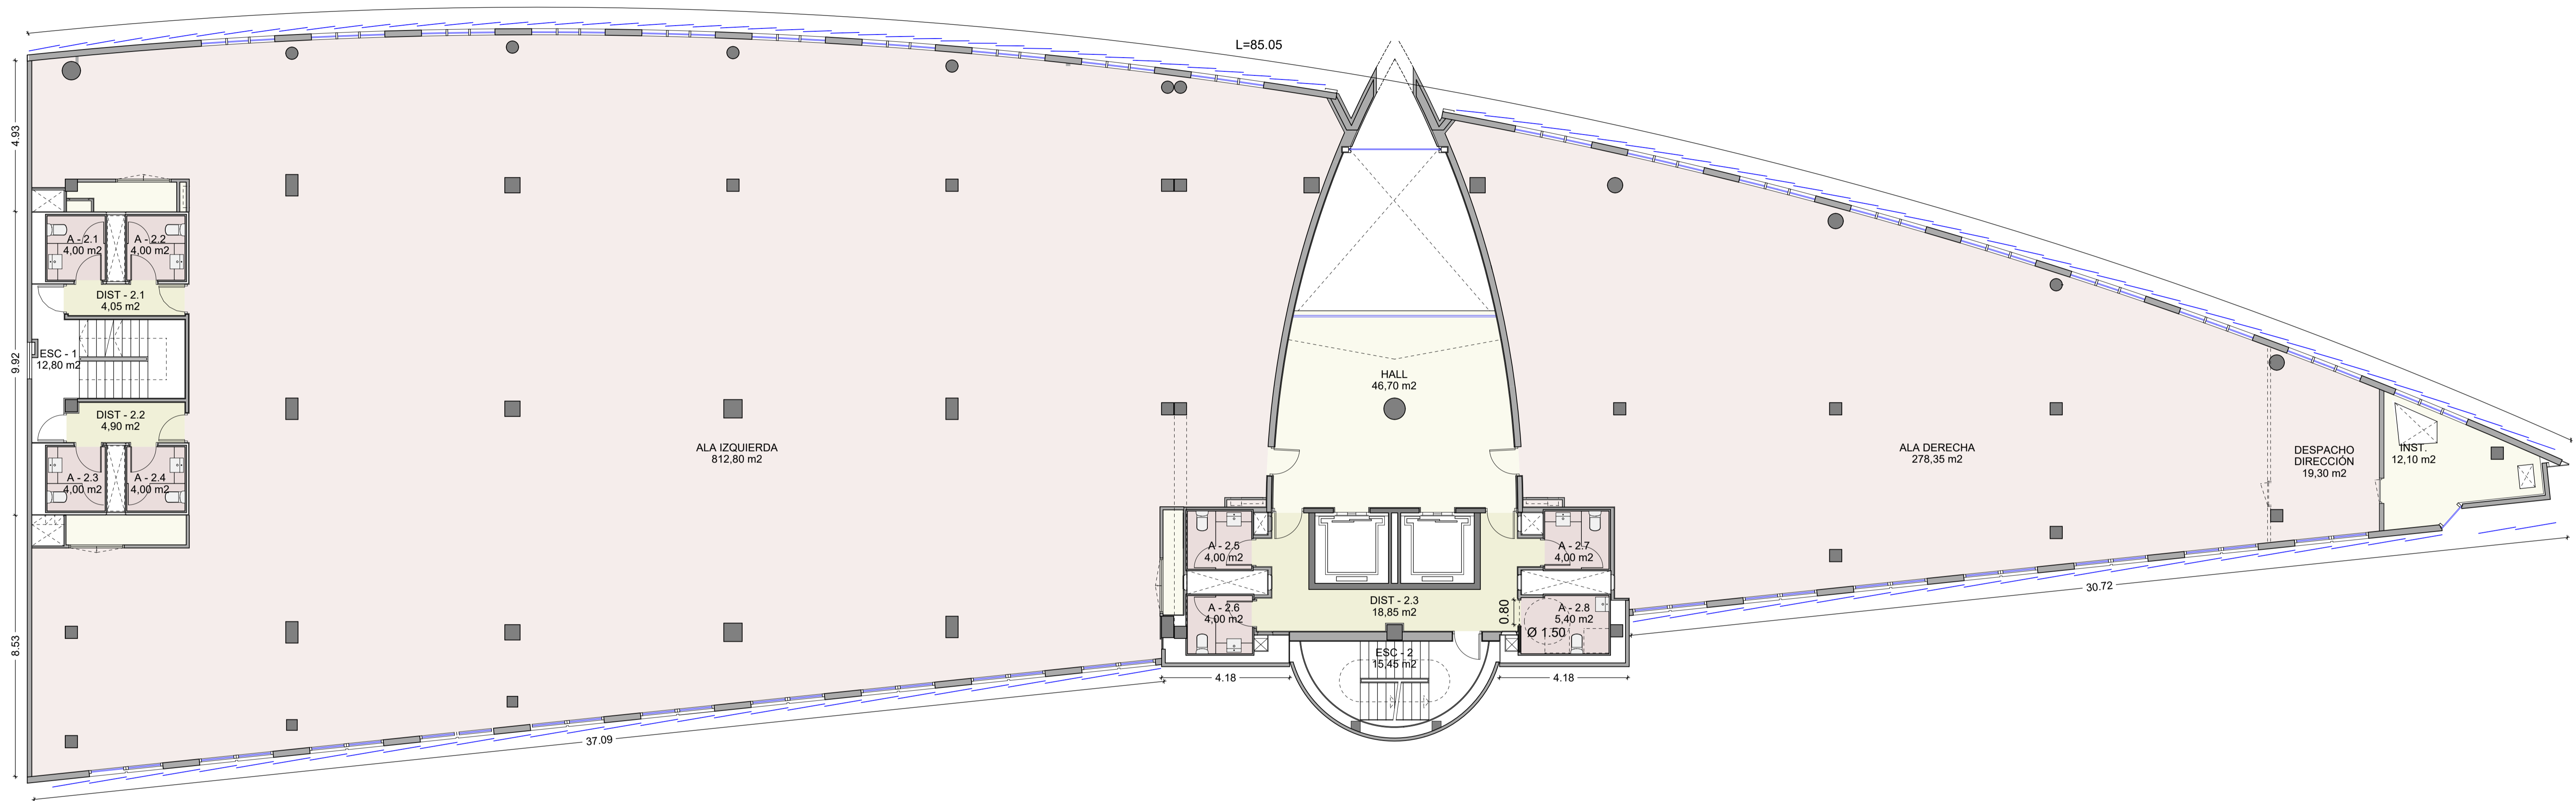 L=85.05
4.93
9.92
8.53
A - 2.1
4,00 m2
A - 2.2
4,00 m2
DIST - 2.1
4,05 m2
ESC - 1
12,80 m2
DIST - 2.2
4,90 m2
A - 2.3
4,00 m2
A - 2.4
4,00 m2
ALA IZQUIERDA
812,80 m2
HALL
46,70 m2
ALA DERECHA
278,35 m2
DESPACHO
DIRECCIÓN
19,30 m2
INST.
12,10 m2
A - 2.5
4,00 m2
A - 2.6
4,00 m2
DIST - 2.3
18,85 m2
A - 2.7
4,00 m2
A - 2.8
5,40 m2
0.80
Ø 1.50
ESC - 2
15,45 m2
4.18
4.18
37.09
30.72